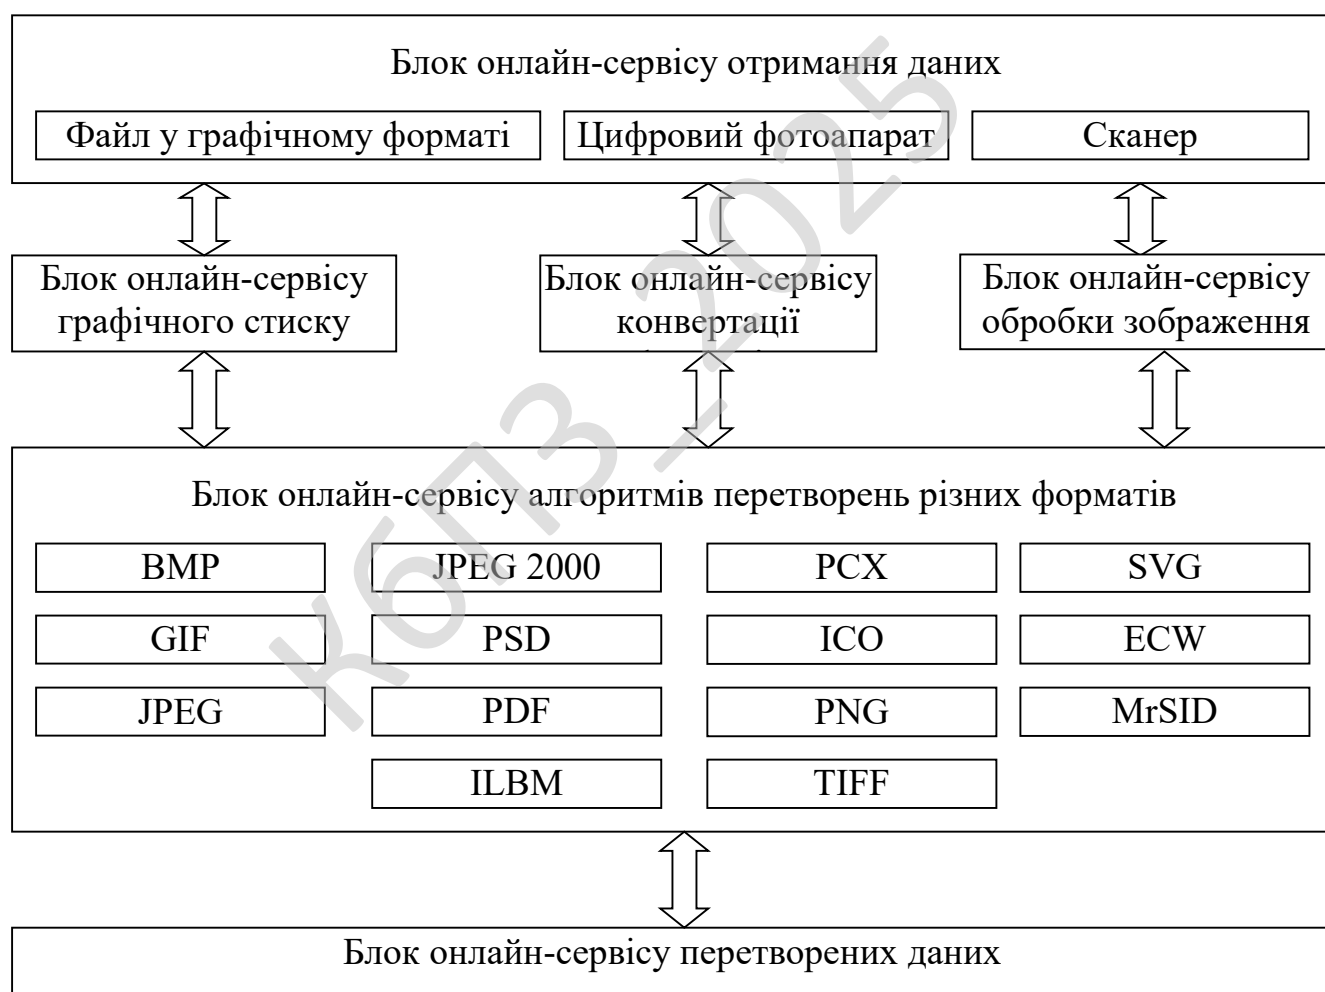 Блок онлайн-сервісу отримання даних
Файл у графічному форматі
Цифровий фотоапарат
Сканер
Блок онлайн-сервісу
графічного стиску
Блок онлайн-сервісу
конвертації
Блок онлайн-сервісу
обробки зображення
Блок онлайн-сервісу алгоритмів перетворень різних форматів
BMP
JPEG 2000
PCX
SVG
GIF
PSD
ICO
ECW
JPEG
PDF
PNG
MrSID
ILBM
TIFF
Блок онлайн-сервісу перетворених даних
КбПЗ_2025